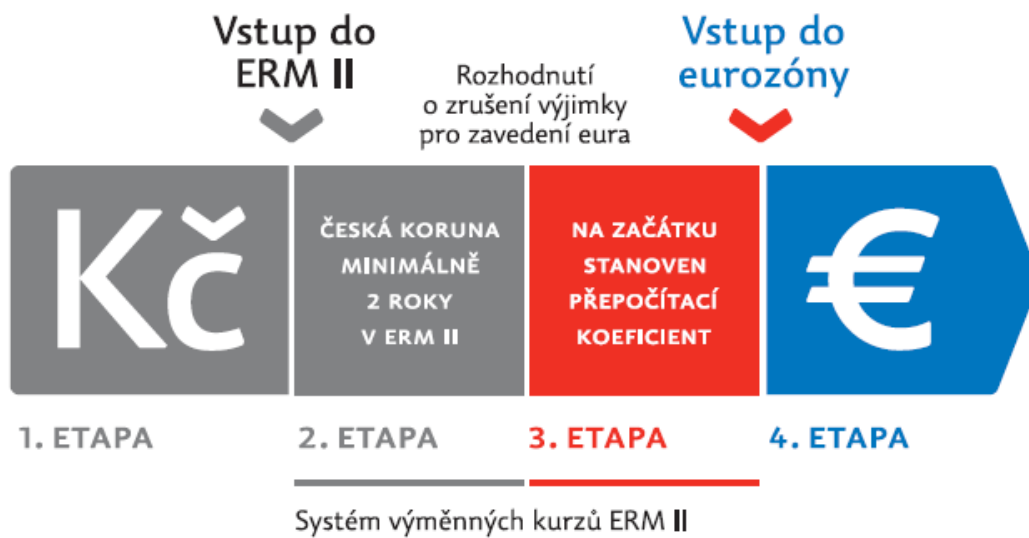 Vstup do
ERM II
Rozhodnutí
o zrušení výjimky
pro zavedení eura
Vstup do
eurozóny
Kč
ČESKÁ KORUNA
MINIMÁLNĚ
2 ROKY
V ERM II
NA ZAČÁTKU
STANOVEN
PŘEPOČÍTACÍ
KOEFICIENT
€
1. ETAPA
2. ETAPA
3. ETAPA
4. ETAPA
Systém výměnných kurzů ERM II